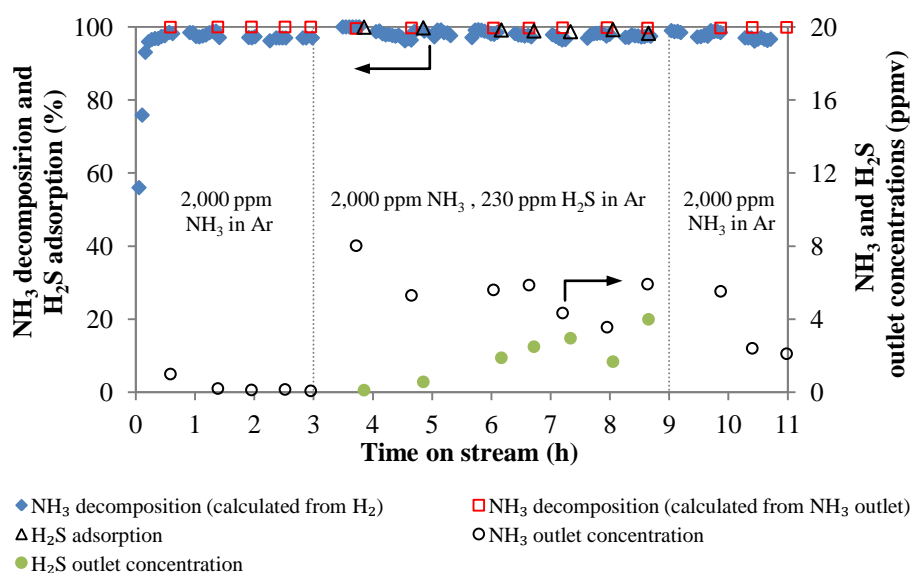 NH₃ decomposirion and
H₂S adsorption (%)
100
80
60
40
20
0
20
16
12
8
4
0
NH₃ and H₂S
outlet concentrations (ppmv)
2,000 ppm
NH₃ in Ar
2,000 ppm NH₃ , 230 ppm H₂S in Ar
2,000 ppm
NH₃ in Ar
0 1 2 3 4 5 6 7 8 9 10 11
Time on stream (h)
NH₃ decomposition (calculated from H₂)
NH₃ decomposition (calculated from NH₃ outlet)
H₂S adsorption
NH₃ outlet concentration
H₂S outlet concentration